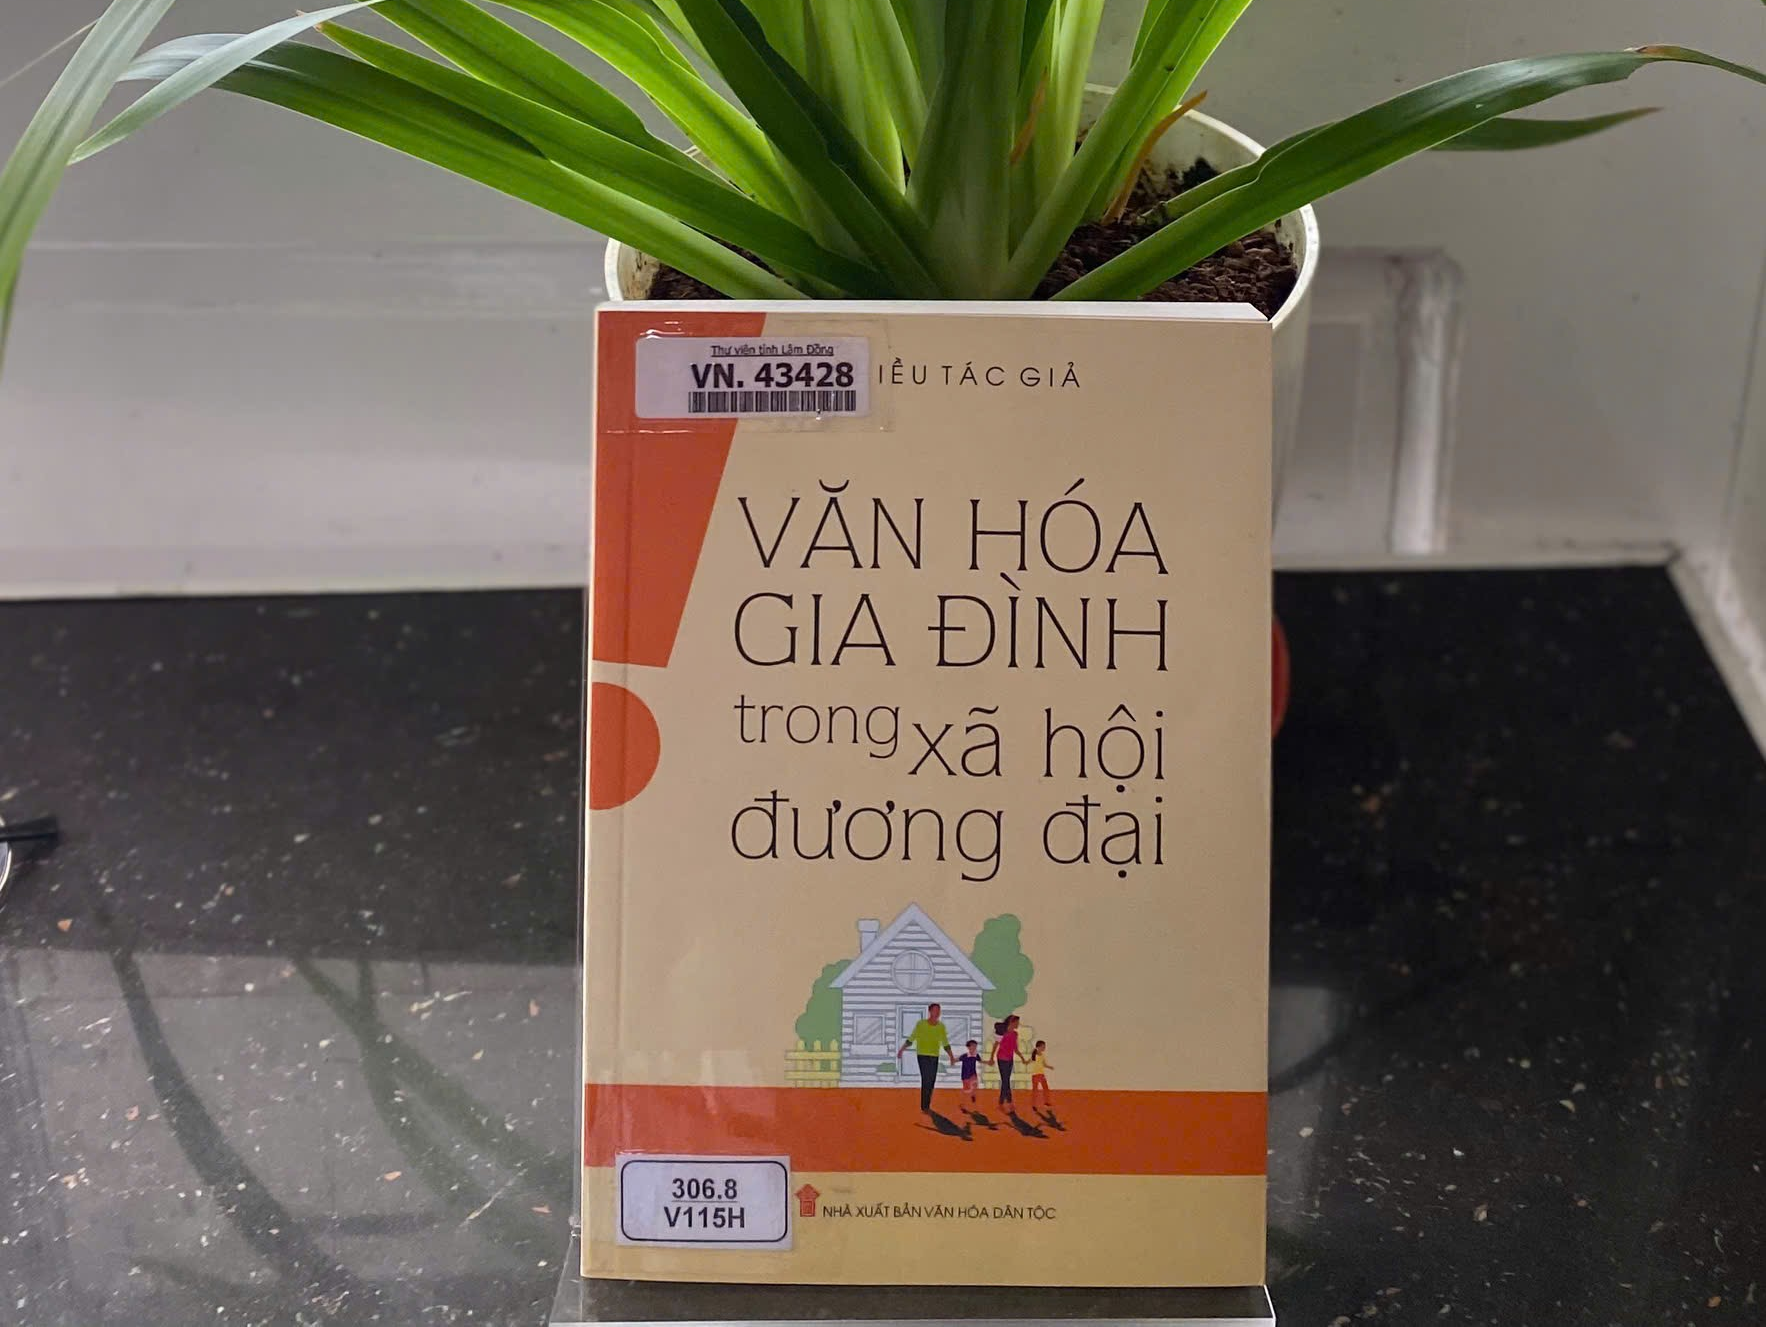 Thư viện tỉnh Lâm Đồng
VN. 43428
IỀU TÁC GIẢ
VĂN HÓA
GIA ĐÌNH
trong xã hội
đương đại
306.8
V115H
NHÀ XUẤT BẢN VĂN HÓA DÂN TỘC